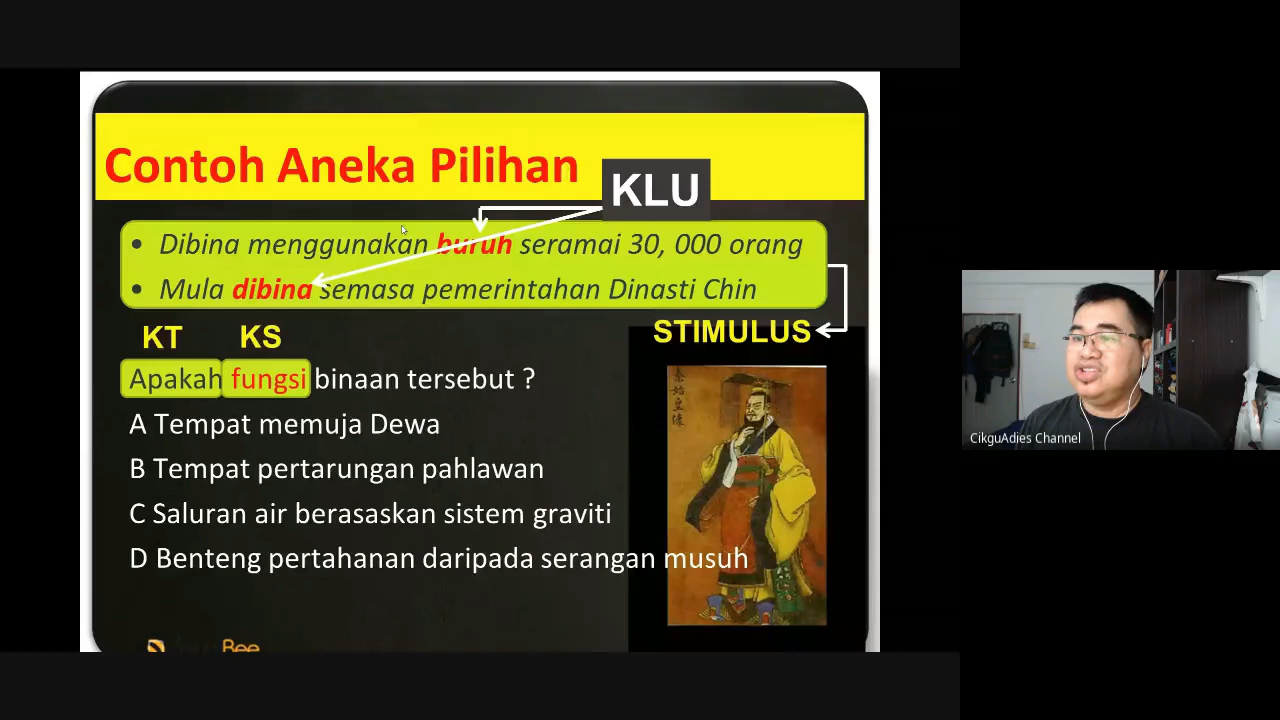 Contoh Aneka Pilihan
KLU
• Dibina menggunakan buruh seramai 30, 000 orang
• Mula dibina semasa pemerintahan Dinasti Chin
KT KS
STIMULUS
Apakah fungsi binaan tersebut ?
A Tempat memuja Dewa
B Tempat pertarungan pahlawan
C Saluran air berasaskan sistem graviti
D Benteng pertahanan daripada serangan musuh
Bee
CikguAdies Channel